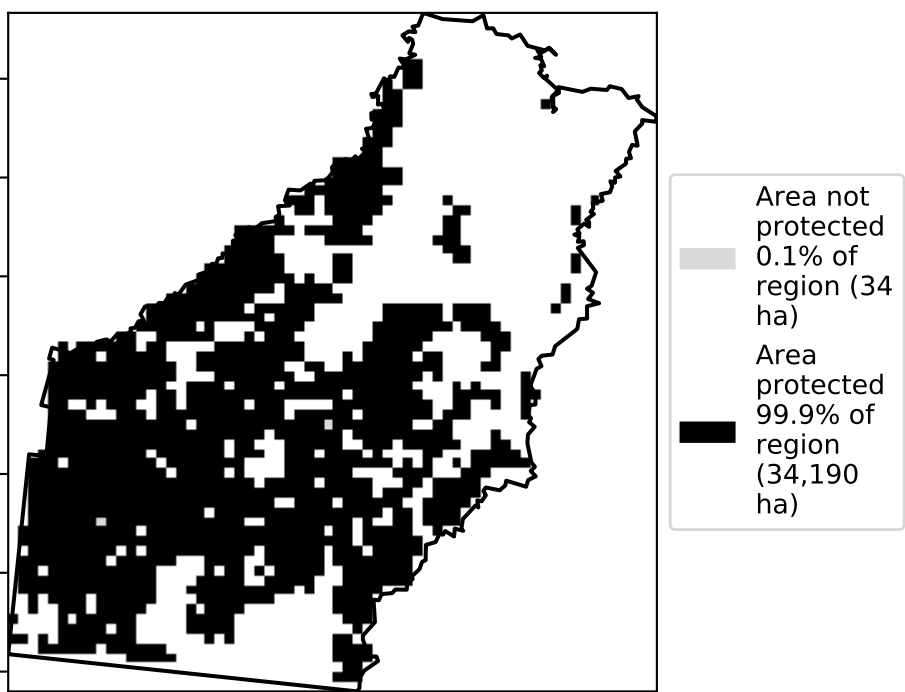 Area not
protected
0.1% of
region (34
ha)
Area
protected
99.9% of
region
(34,190
ha)